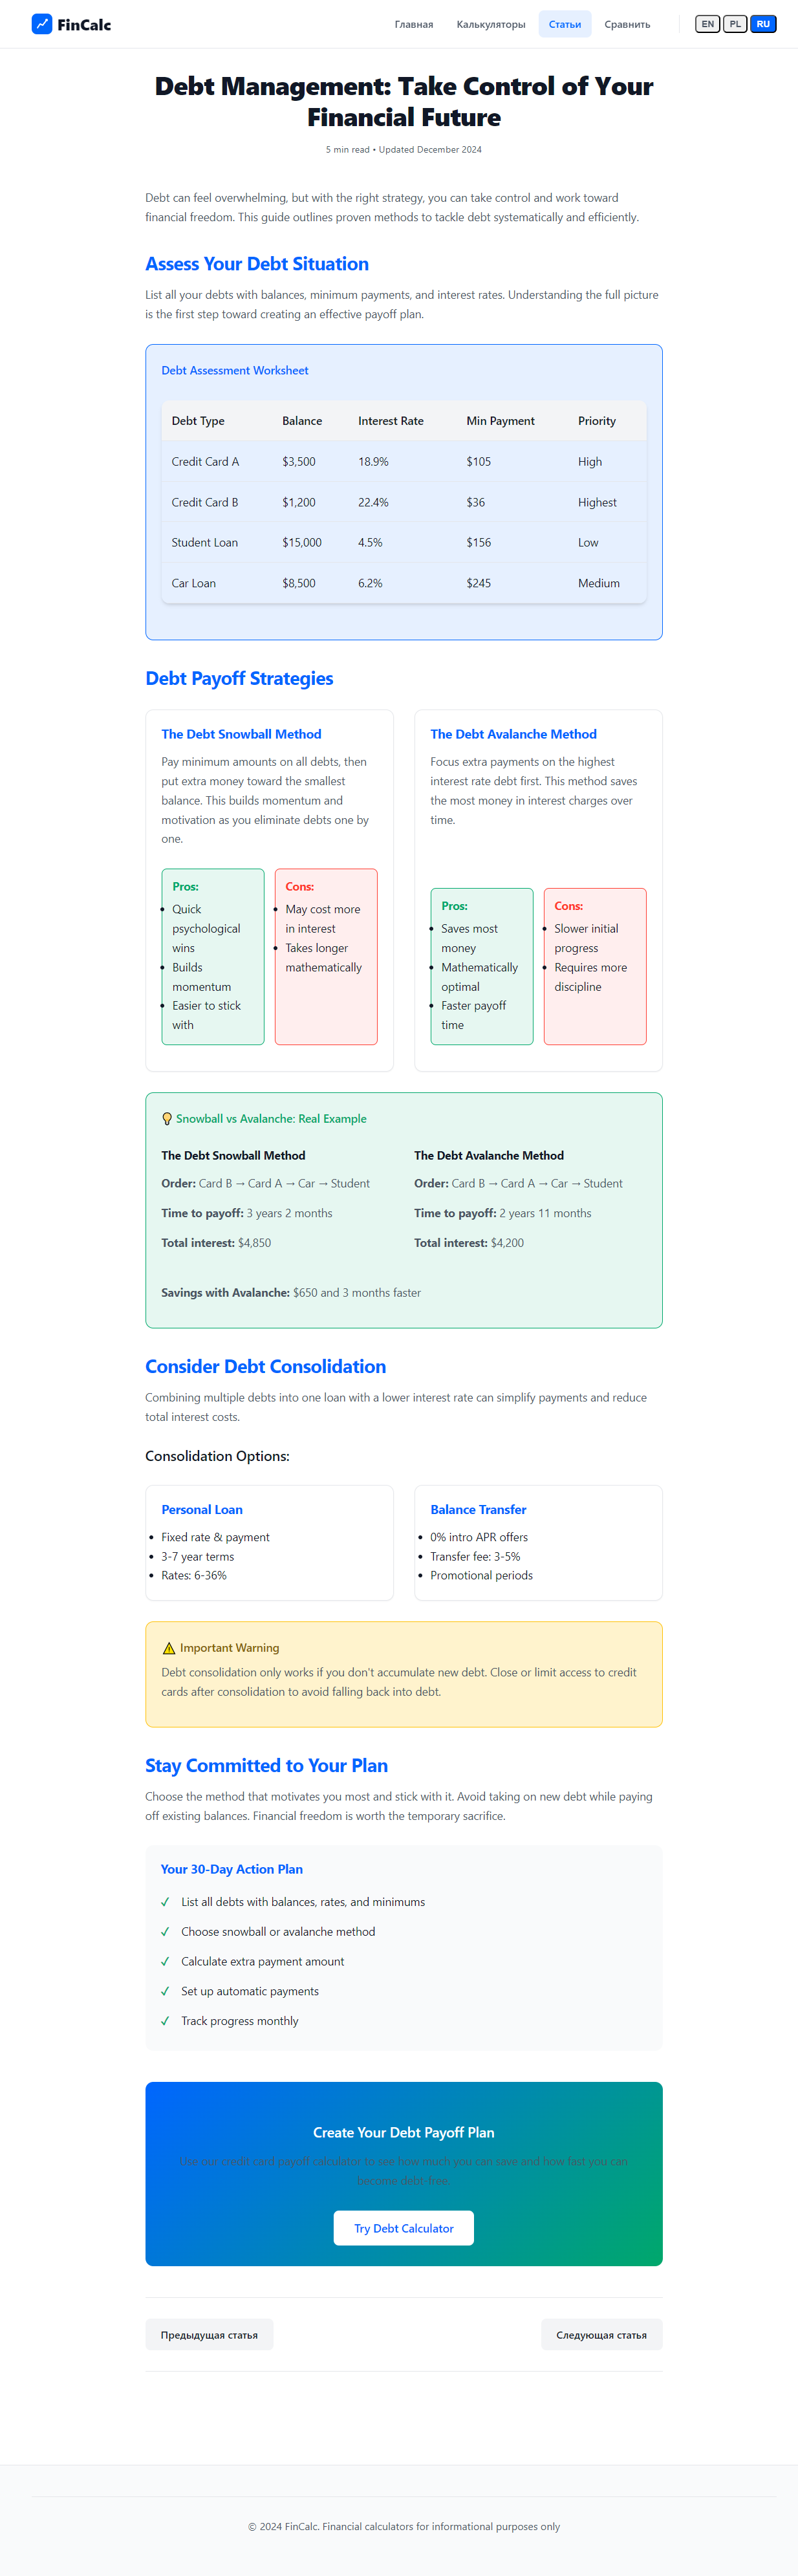 FinCalc
Главная
Калькуляторы
Статьи
Сравнить
EN
PL
RU
Debt Management: Take Control of Your
Financial Future
5 min read • Updated December 2024
Debt can feel overwhelming, but with the right strategy, you can take control and work toward
financial freedom. This guide outlines proven methods to tackle debt systematically and efficiently.
Assess Your Debt Situation
List all your debts with balances, minimum payments, and interest rates. Understanding the full picture
is the first step toward creating an effective payoff plan.
Debt Assessment Worksheet
Debt Type Balance Interest Rate Min Payment Priority
Credit Card A $3,500 18.9% $105 High
Credit Card B $1,200 22.4% $36 Highest
Student Loan $15,000 4.5% $156 Low
Car Loan $8,500 6.2% $245 Medium
Debt Payoff Strategies
The Debt Snowball Method
Pay minimum amounts on all debts, then
put extra money toward the smallest
balance. This builds momentum and
motivation as you eliminate debts one by
one.
Pros:
• Quick
psychological
wins
• Builds
momentum
• Easier to stick
with
Cons:
• May cost more
in interest
• Takes longer
mathematically
The Debt Avalanche Method
Focus extra payments on the highest
interest rate debt first. This method saves
the most money in interest charges over
time.
Pros:
• Saves most
money
• Mathematically
optimal
• Faster payoff
time
Cons:
• Slower initial
progress
• Requires more
discipline
💡 Snowball vs Avalanche: Real Example
The Debt Snowball Method
Order: Card B → Card A → Car → Student
Time to payoff: 3 years 2 months
Total interest: $4,850
The Debt Avalanche Method
Order: Card B → Card A → Car → Student
Time to payoff: 2 years 11 months
Total interest: $4,200
Savings with Avalanche: $650 and 3 months faster
Consider Debt Consolidation
Combining multiple debts into one loan with a lower interest rate can simplify payments and reduce
total interest costs.
Consolidation Options:
Personal Loan
• Fixed rate & payment
• 3-7 year terms
• Rates: 6-36%
Balance Transfer
• 0% intro APR offers
• Transfer fee: 3-5%
• Promotional periods
⚠ Important Warning
Debt consolidation only works if you don't accumulate new debt. Close or limit access to credit
cards after consolidation to avoid falling back into debt.
Stay Committed to Your Plan
Choose the method that motivates you most and stick with it. Avoid taking on new debt while paying
off existing balances. Financial freedom is worth the temporary sacrifice.
Your 30-Day Action Plan
✓ List all debts with balances, rates, and minimums
✓ Choose snowball or avalanche method
✓ Calculate extra payment amount
✓ Set up automatic payments
✓ Track progress monthly
Create Your Debt Payoff Plan
Use our credit card payoff calculator to see how much you can save and how fast you can
become debt-free.
Try Debt Calculator
Предыдущая статья
Следующая статья
© 2024 FinCalc. Financial calculators for informational purposes only